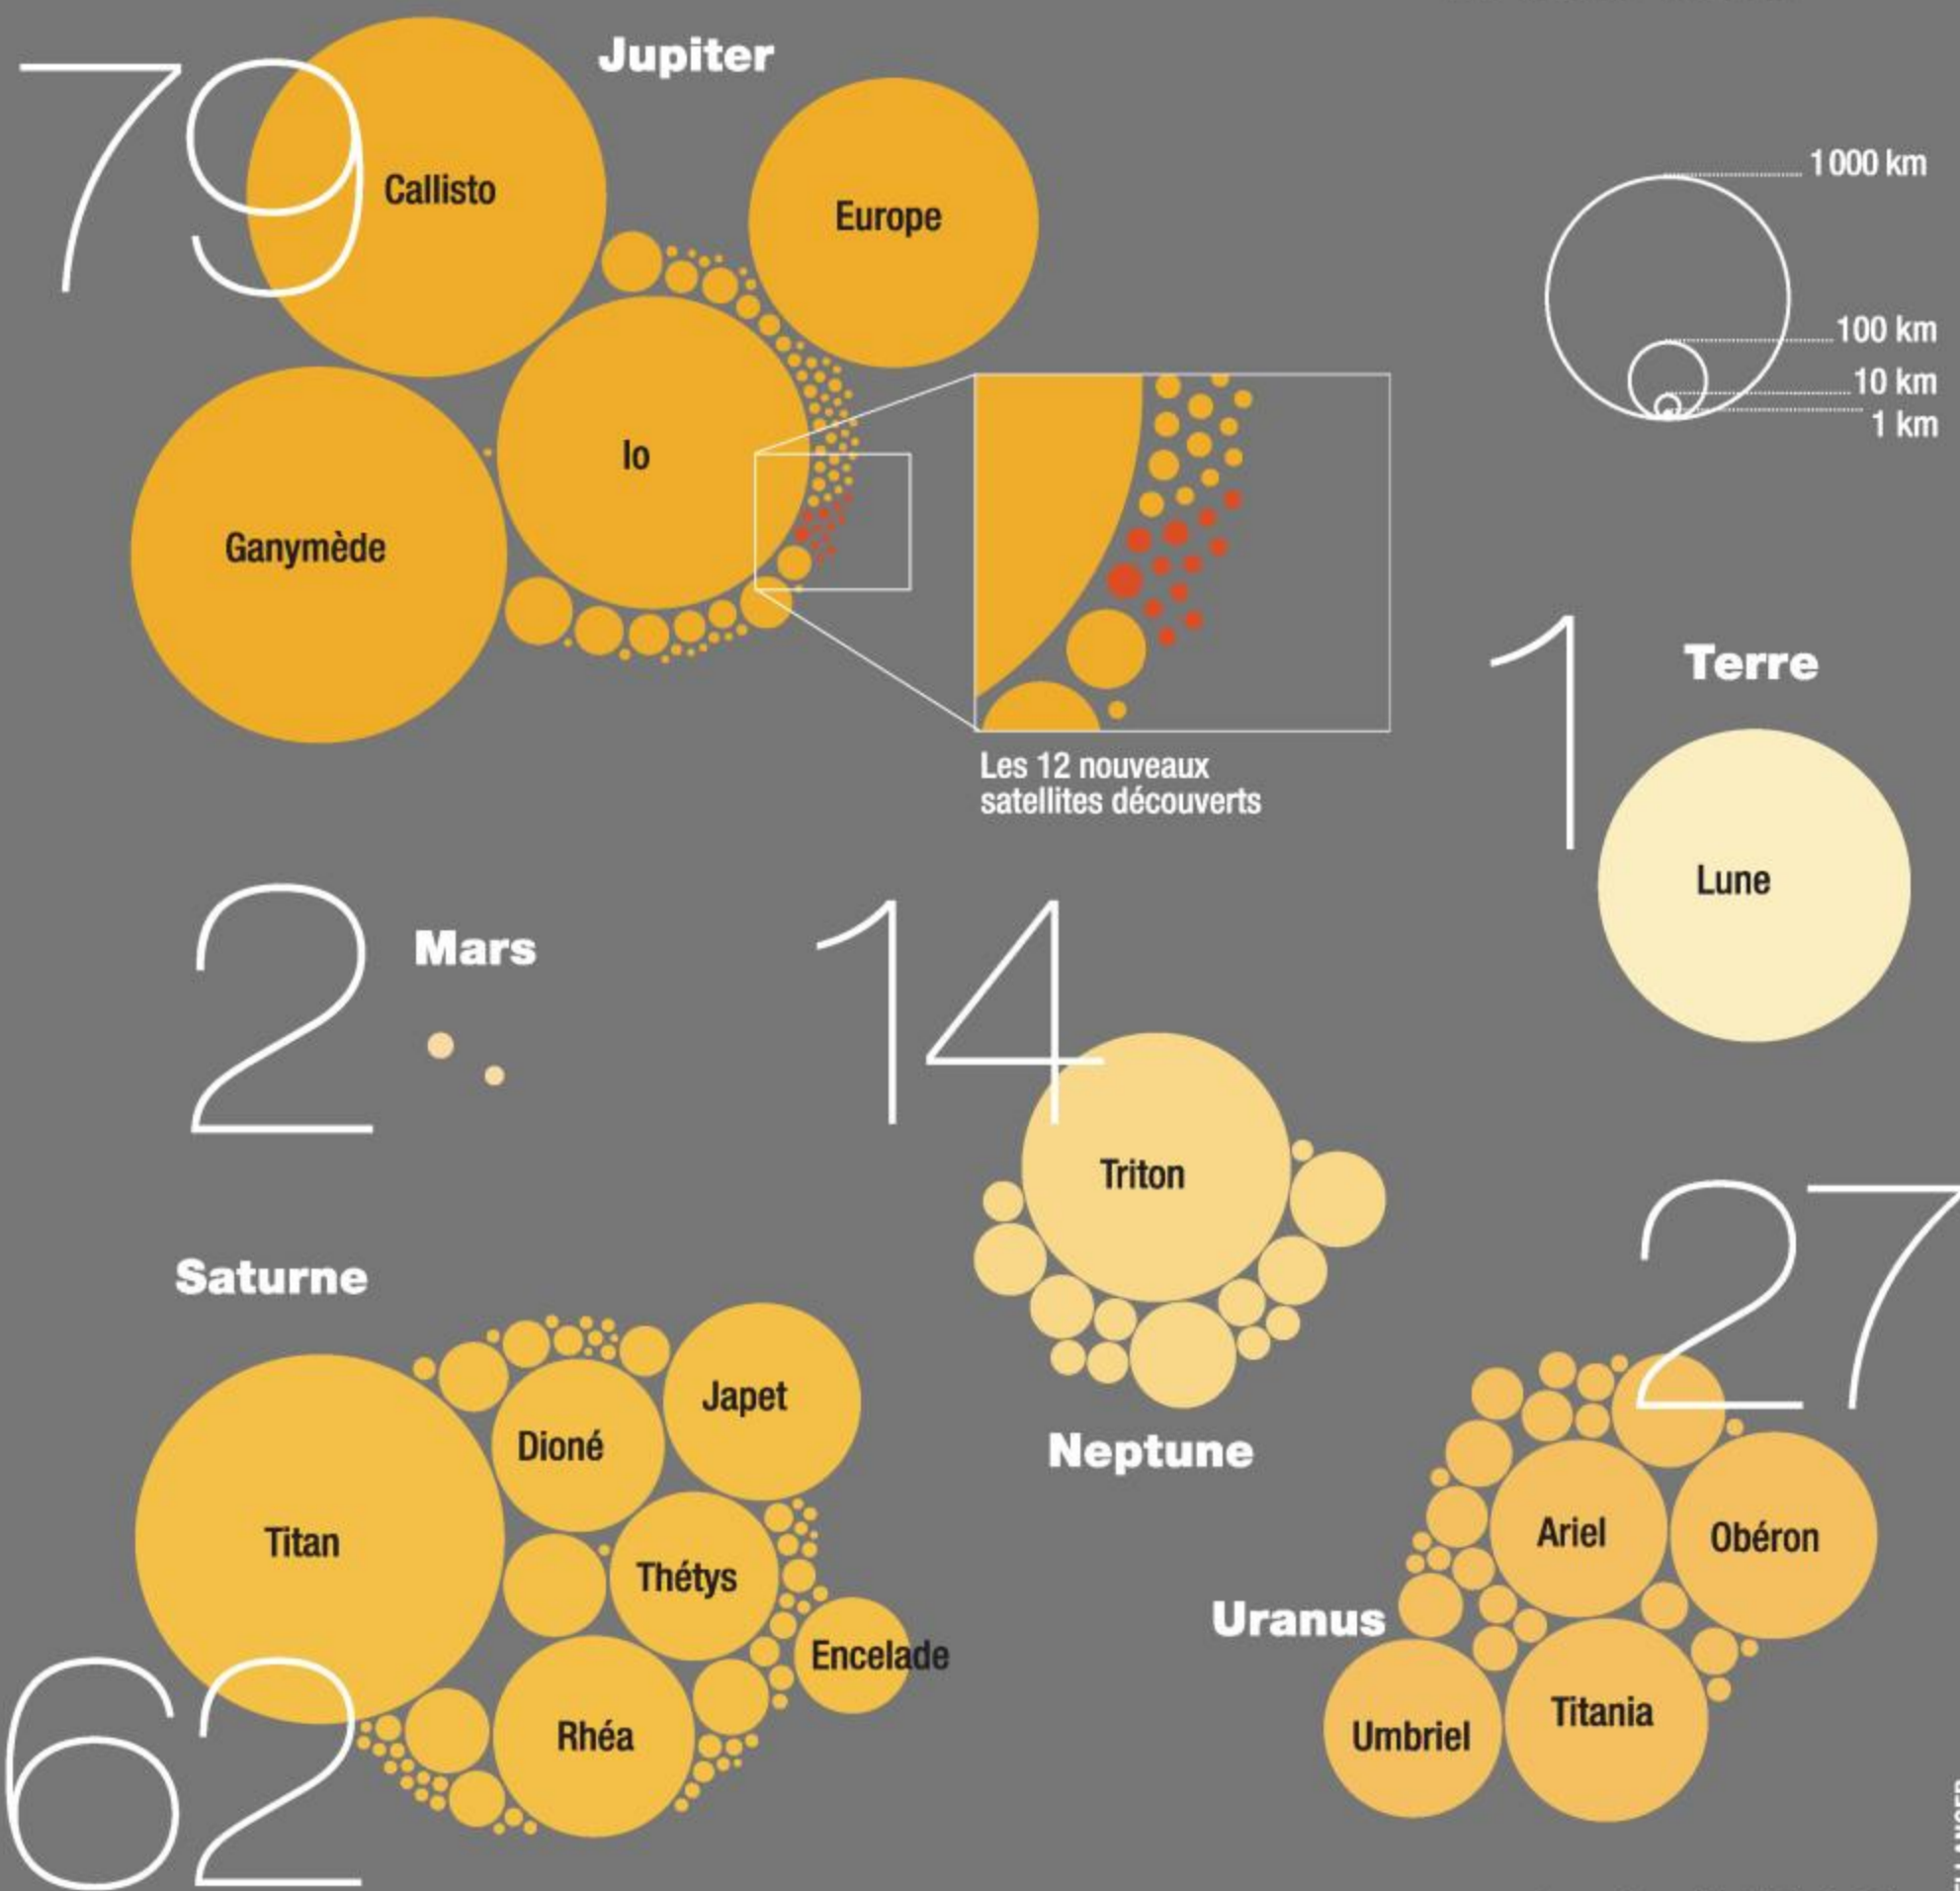 79
Jupiter
Callisto
Europe
Io
Ganymède
1 000 km
100 km
10 km
1 km
Les 12 nouveaux
satellites découverts
1
Terre
Lune
2
Mars
14
Triton
Neptune
Saturne
Titan
Dioné
Japet
Thétys
Encelade
Rhéa
62
27
Ariel
Obéron
Uranus
Umbriel
Titania